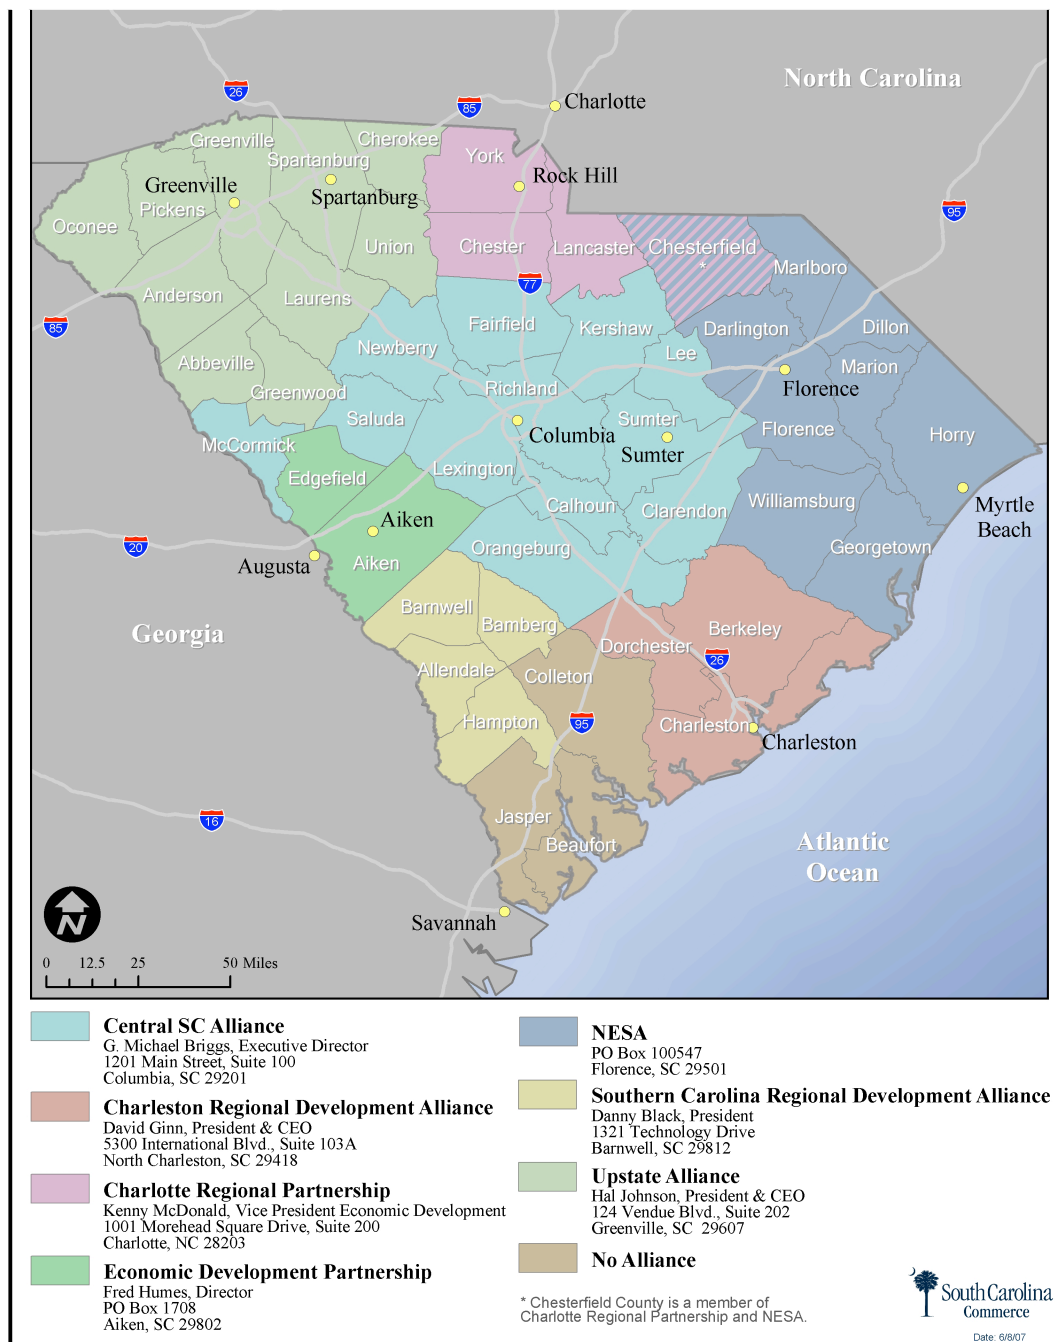 North Carolina
26
85
Charlotte
Greenville
Cherokee
Spartanburg
York
Rock Hill
Greenville
Spartanburg
Pickens
95
Oconee
Union
Chester
Lancaster
Chesterfield
*
Marlboro
77
Anderson
Laurens
85
Fairfield
Kershaw
Darlington
Dillon
Newberry
Lee
Abbeville
Marion
Richland
Florence
Greenwood
Saluda
Sumter
Columbia
Florence
Horry
McCormick
Sumter
Lexington
Edgefield
Williamsburg
Myrtle
Beach
Calhoun
Clarendon
Aiken
20
Orangeburg
Georgetown
Augusta
Aiken
Barnwell
Georgia
Bamberg
Berkeley
Dorchester
26
Allendale
Colleton
Hampton
95
Charleston
Charleston
16
Jasper
Beaufort
Atlantic
Ocean
N
Savannah
0 12.5 25 50 Miles
Central SC Alliance
G. Michael Briggs, Executive Director
1201 Main Street, Suite 100
Columbia, SC 29201
Charleston Regional Development Alliance
David Ginn, President & CEO
5300 International Blvd., Suite 103A
North Charleston, SC 29418
Charlotte Regional Partnership
Kenny McDonald, Vice President Economic Development
1001 Morehead Square Drive, Suite 200
Charlotte, NC 28203
Economic Development Partnership
Fred Humes, Director
PO Box 1708
Aiken, SC 29802
NESA
PO Box 100547
Florence, SC 29501
Southern Carolina Regional Development Alliance
Danny Black, President
1321 Technology Drive
Barnwell, SC 29812
Upstate Alliance
Hal Johnson, President & CEO
124 Vendue Blvd., Suite 202
Greenville, SC 29607
No Alliance
* Chesterfield County is a member of
Charlotte Regional Partnership and NESA.
South Carolina
Commerce
Date: 6/8/07